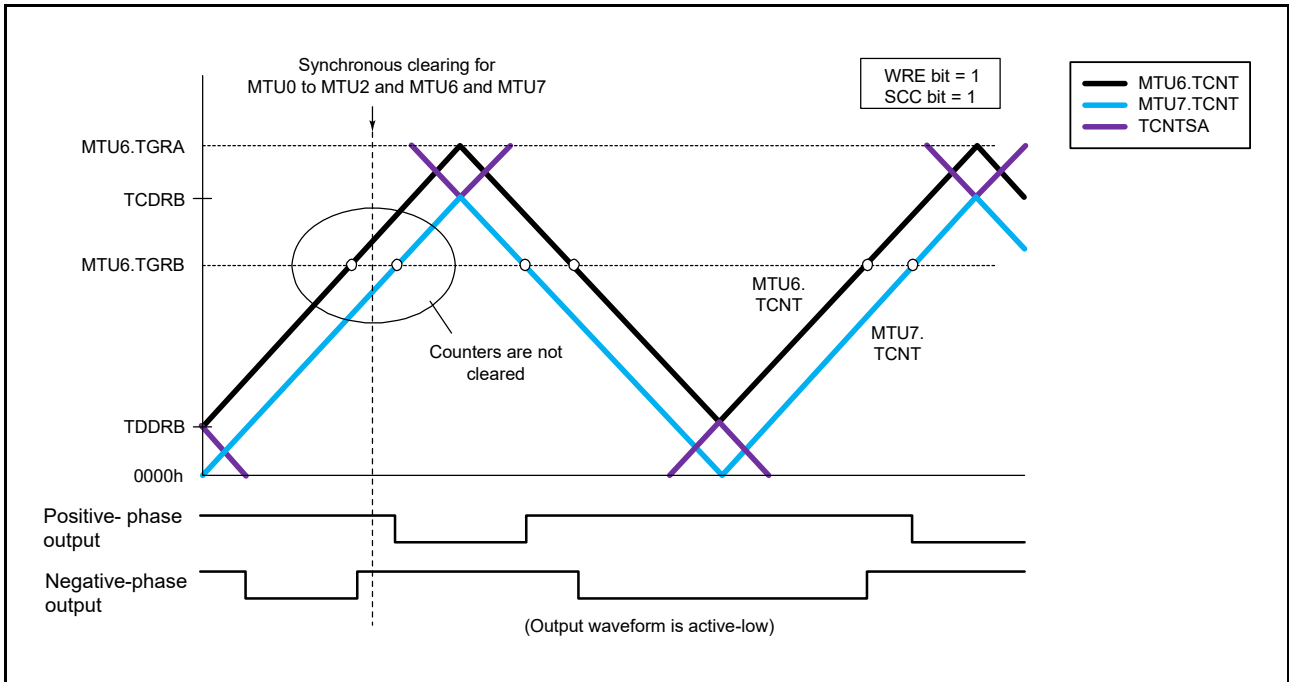 Synchronous clearing for
MTU0 to MTU2 and MTU6 and MTU7
WRE bit = 1
SCC bit = 1
MTU6.TCNT
MTU7.TCNT
TCNTSA
MTU6.TGRA
TCDRB
MTU6.TGRB
MTU6.
TCNT
MTU7.
TCNT
Counters are not
cleared
TDDRB
0000h
Positive- phase
output
Negative-phase
output
(Output waveform is active-low)